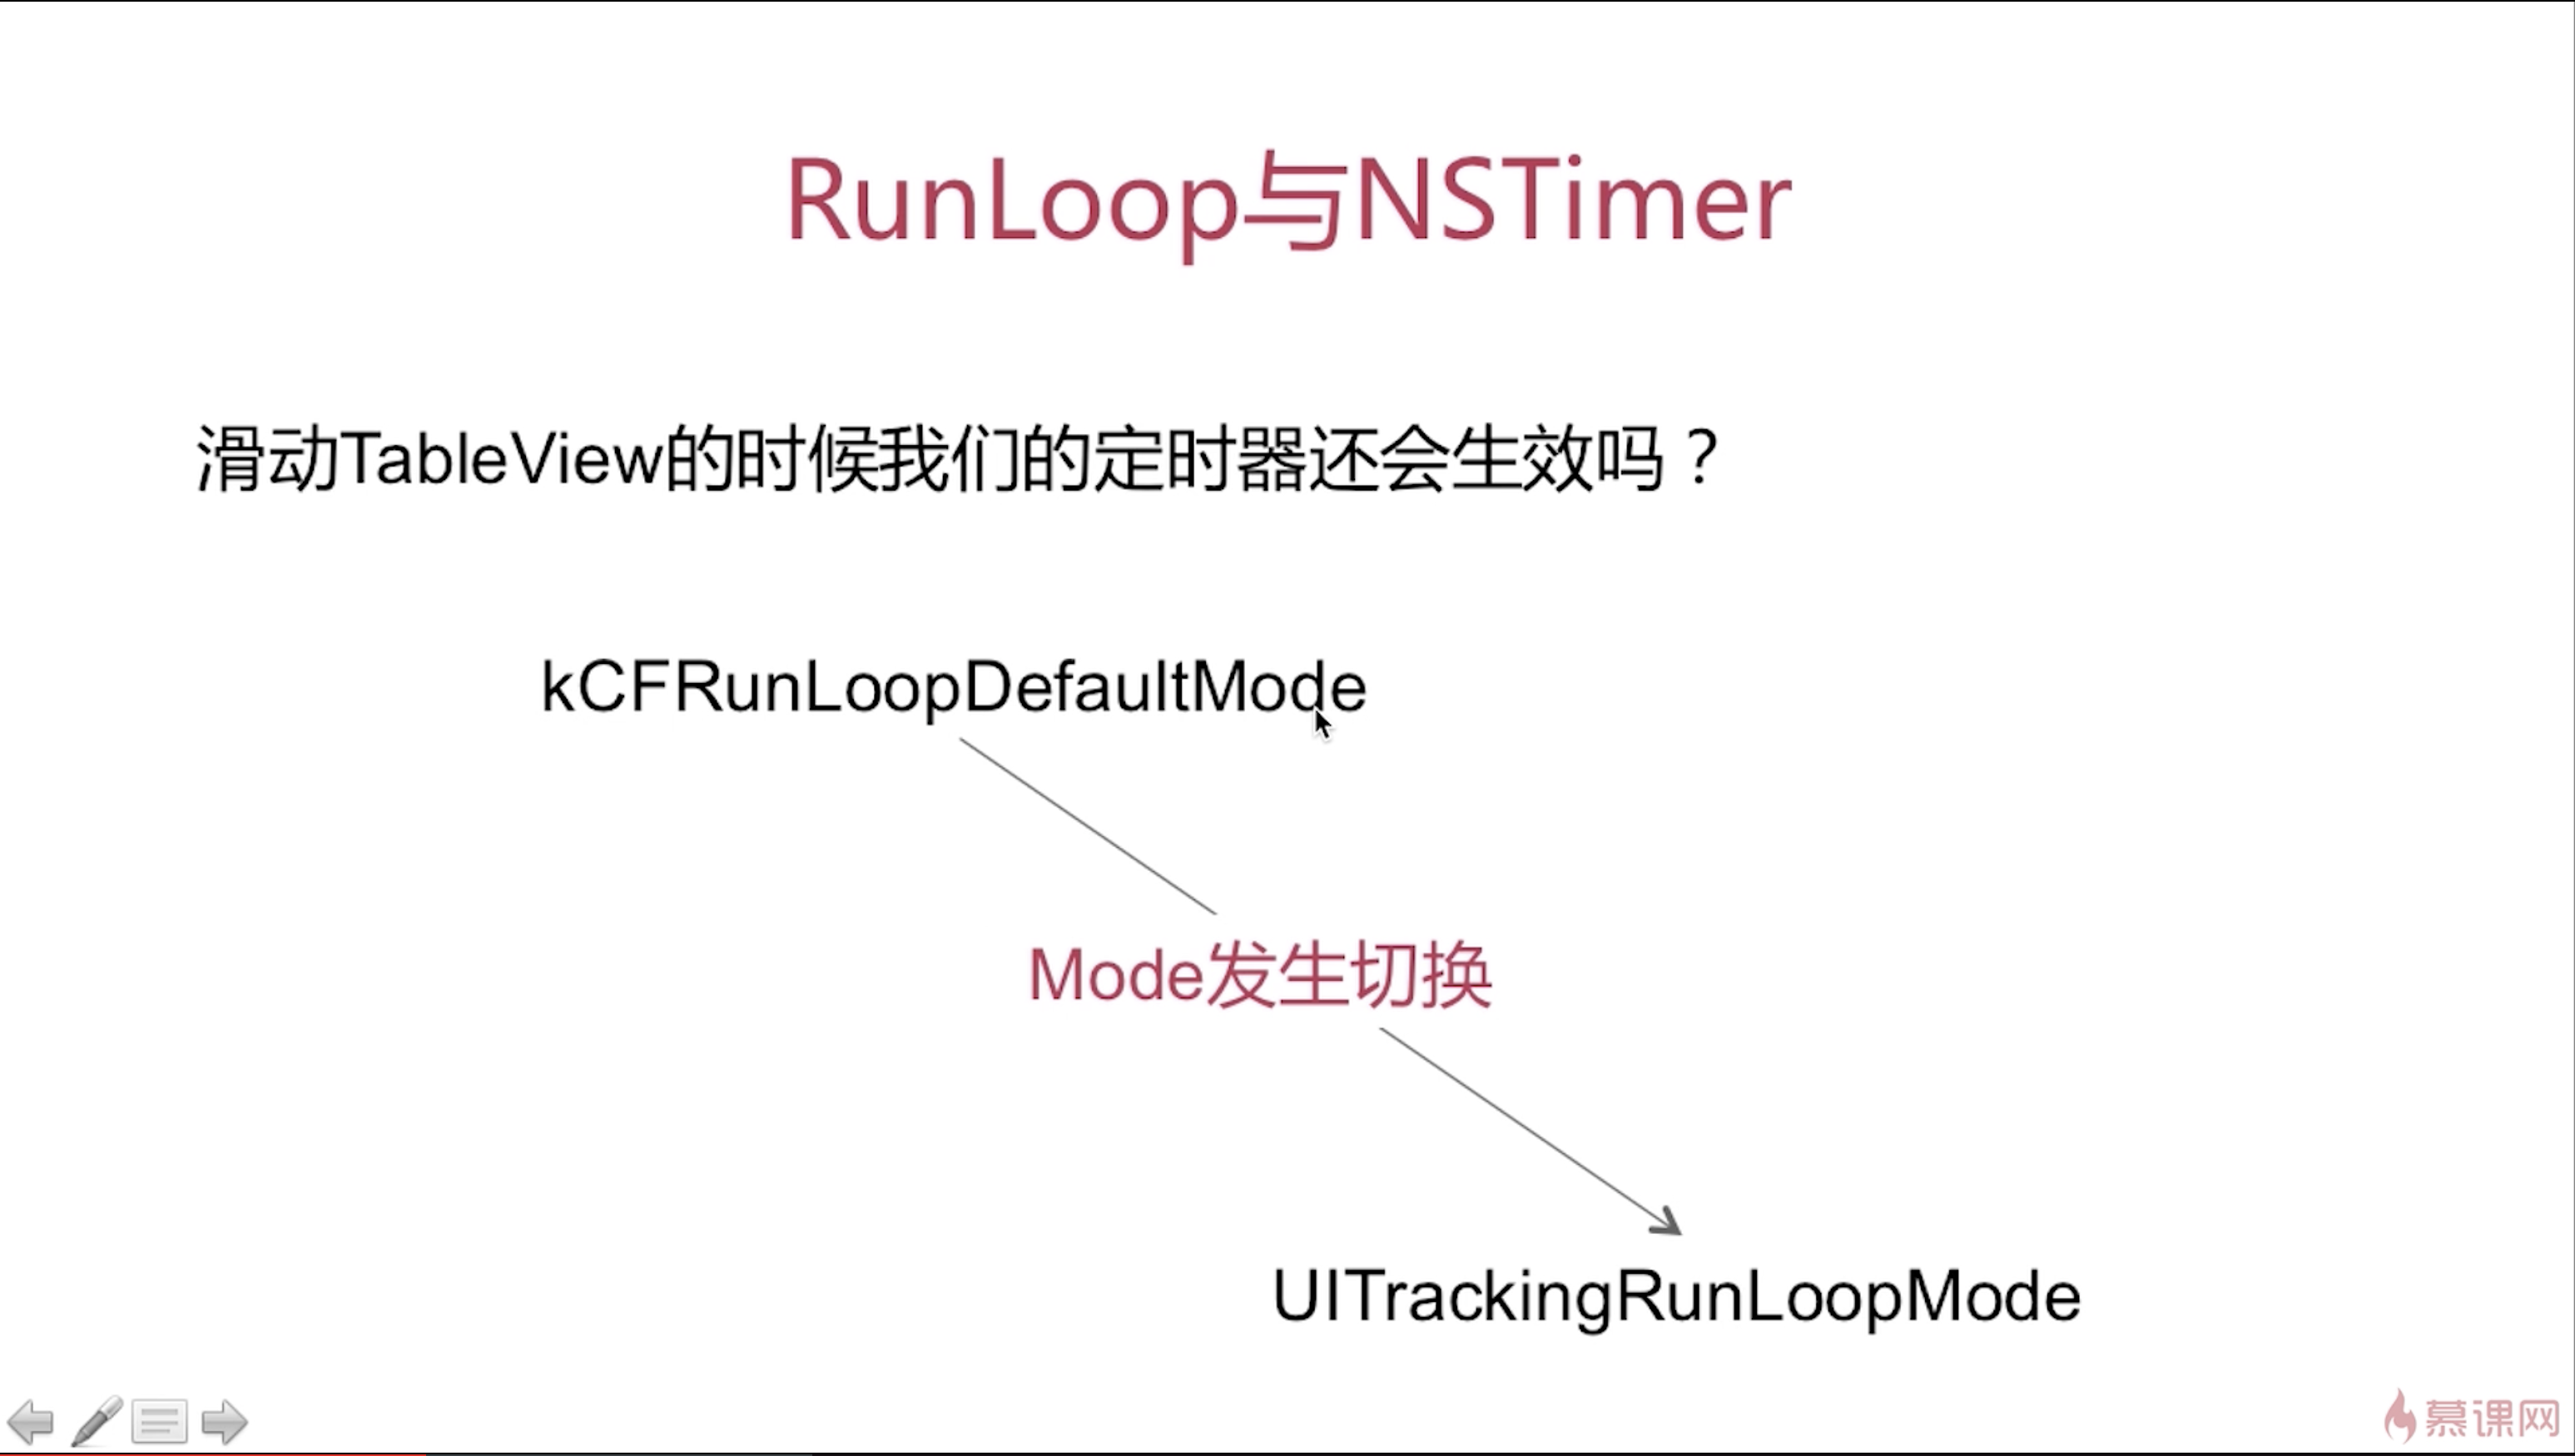 RunLoop与NSTimer
滑动TableView的时候我们的定时器还会生效吗？
kCFRunLoopDefaultMode
Mode发生切换
UITrackingRunLoopMode
慕课网